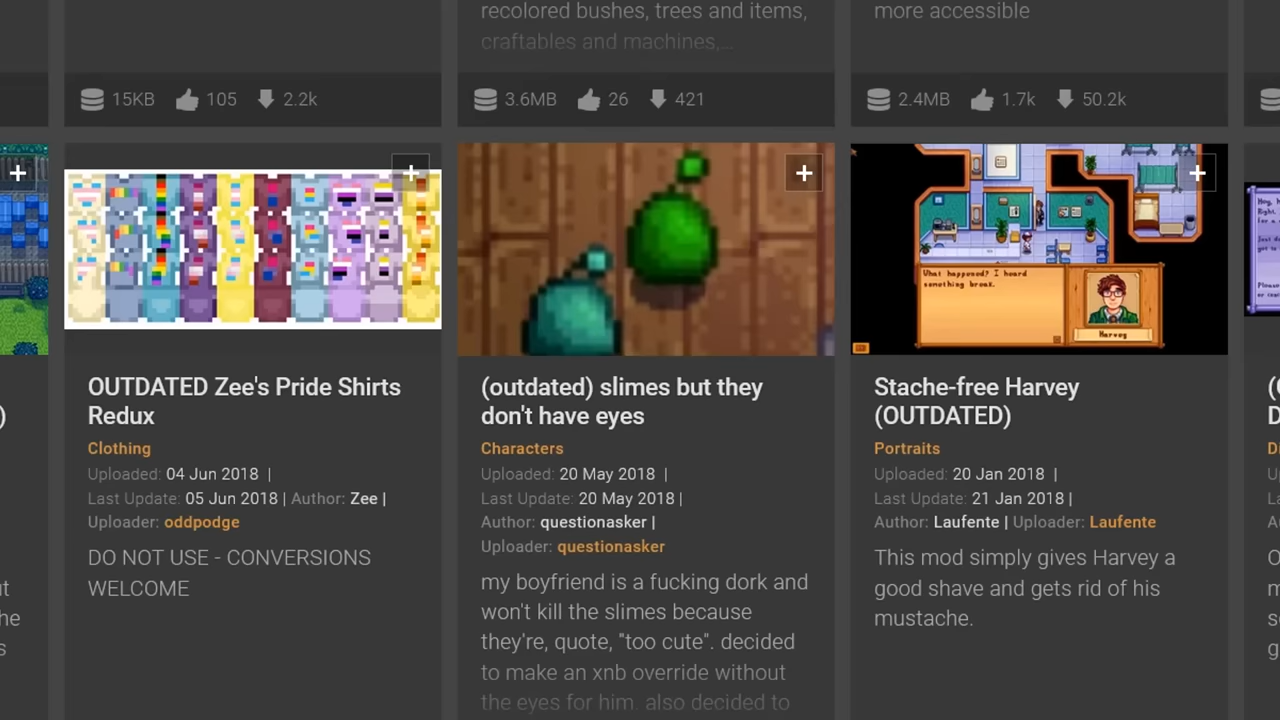 recolored bushes, trees and items,
craftables and machines,...
more accessible
15KB 105 2.2k
3.6MB 26 421
2.4MB 1.7k 50.2k
What happened? I heard
something break.
Harvey
OUTDATED Zee's Pride Shirts
Redux
Clothing
Uploaded: 04 Jun 2018 |
Last Update: 05 Jun 2018 | Author: Zee |
Uploader: oddpodge
DO NOT USE - CONVERSIONS
WELCOME
(outdated) slimes but they
don't have eyes
Characters
Uploaded: 20 May 2018 |
Last Update: 20 May 2018 |
Author: questionasker |
Uploader: questionasker
my boyfriend is a fucking dork and
won't kill the slimes because
they're, quote, "too cute". decided
to make an xnb override without
the eyes for him. also decided to
Stache-free Harvey
(OUTDATED)
Portraits
Uploaded: 20 Jan 2018 |
Last Update: 21 Jan 2018 |
Author: Laufente | Uploader: Laufente
This mod simply gives Harvey a
good shave and gets rid of his
mustache.